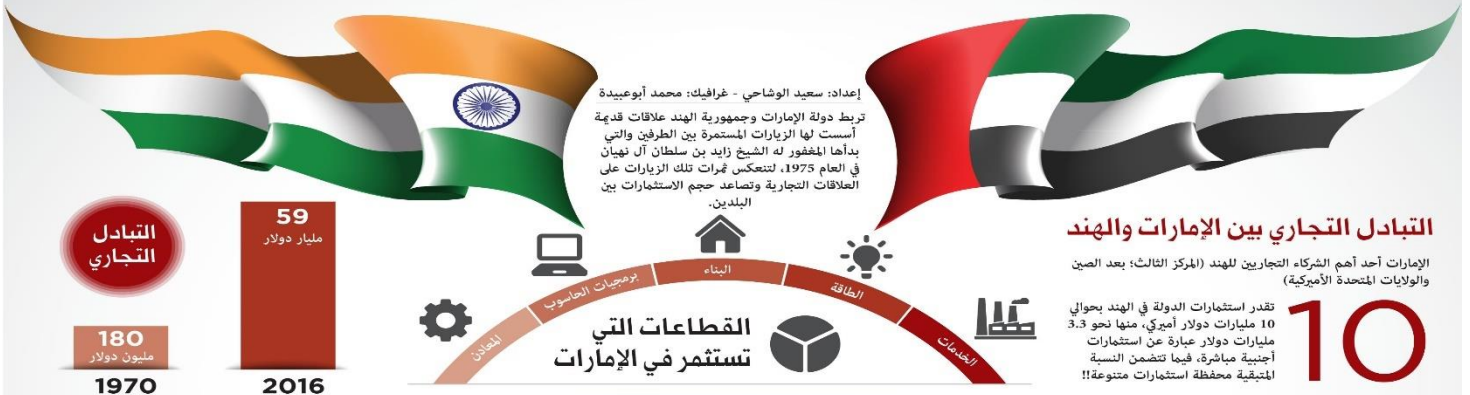 إعداد: سعيد الوشاحي - غرافيك: محمد أبوعبيدة
تربط دولة الإمارات وجمهورية الهند علاقات قديمة
أسست لها الزيارات المستمرة بين الطرفين والتي
بدأها المغفور له الشيخ زايد بن سلطان آل نهيان
في العام 1975، لتنعكس ثمرات تلك الزيارات على
العلاقات التجارية وتصاعد حجم الاستثمارات بين
البلدين.
التبادل التجاري بين الإمارات والهند
الإمارات أحد أهم الشركاء التجاريين للهند (المركز الثالث؛ بعد الصين
والولايات المتحدة الأميركية)
10
تقدر استثمارات الدولة في الهند بحوالي
10 مليارات دولار أميركي، منها نحو 3.3
مليارات دولار عبارة عن استثمارات
أجنبية مباشرة، فيما تتضمن النسبة
المتبقية محفظة استثمارات متنوعة!!
القطاعات التي
تستثمر في الإمارات
الخدمات
الطاقة
البناء
برمجيات الحاسوب
المعادن
التبادل
التجاري
59
مليار دولار
2016
180
مليون دولار
1970